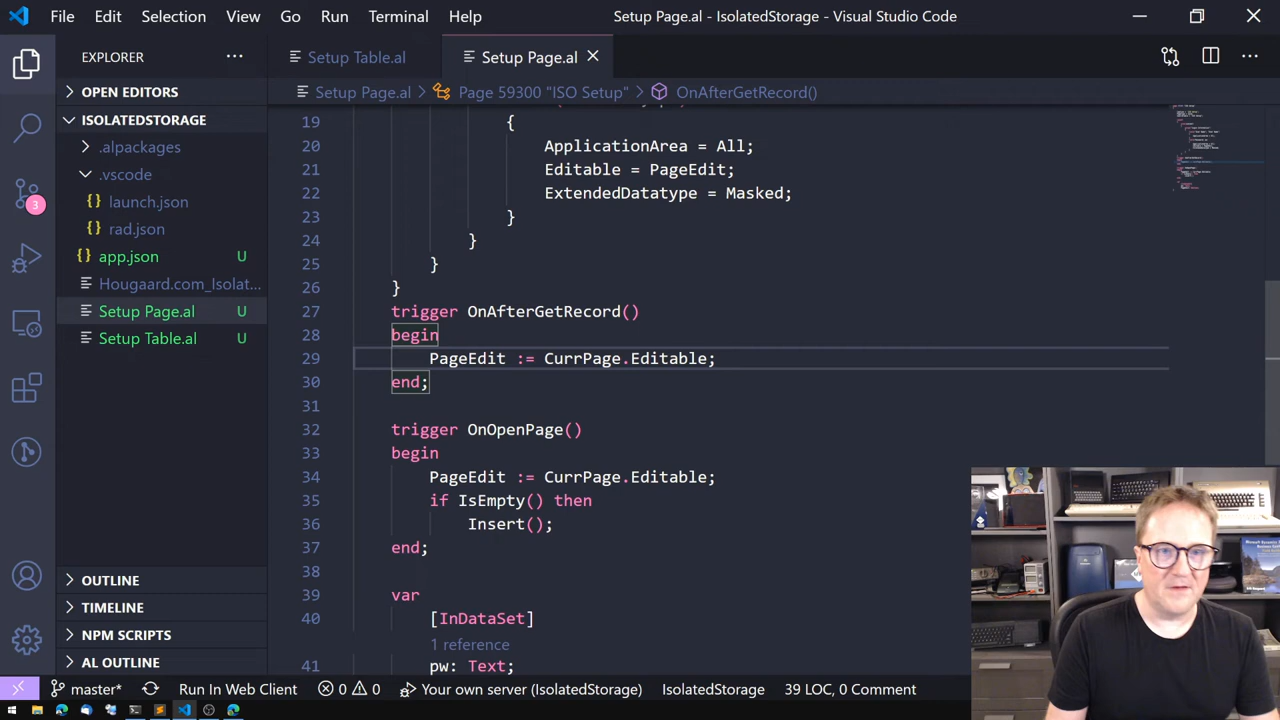 File Edit Selection View Go Run Terminal Help Setup Page.al - IsolatedStorage - Visual Studio Code
EXPLORER
Setup Table.al Setup Page.al
OPEN EDITORS
Setup Page.al > Page 59300 "ISO Setup" > OnAfterGetRecord()
ISOLATEDSTORAGE
.alpackages
.vscode
launch.json
rad.json
app.json U
Hougaard.com_Isolat...
Setup Page.al U
Setup Table.al U
3
OUTLINE
TIMELINE
NPM SCRIPTS
AL OUTLINE
19 {
20 ApplicationArea = All;
21 Editable = PageEdit;
22 ExtendedDatatype = Masked;
23 }
24 }
25 }
26 }
27 trigger OnAfterGetRecord()
28 begin
29 PageEdit := CurrPage.Editable;
30 end;
31
32 trigger OnOpenPage()
33 begin
34 PageEdit := CurrPage.Editable;
35 if IsEmpty() then
36 Insert();
37 end;
38
39 var
40 [InDataSet]
1 reference
41 pw: Text;
master* Run In Web Client 0 0 Your own server (IsolatedStorage) IsolatedStorage 39 LOC, 0 Comment